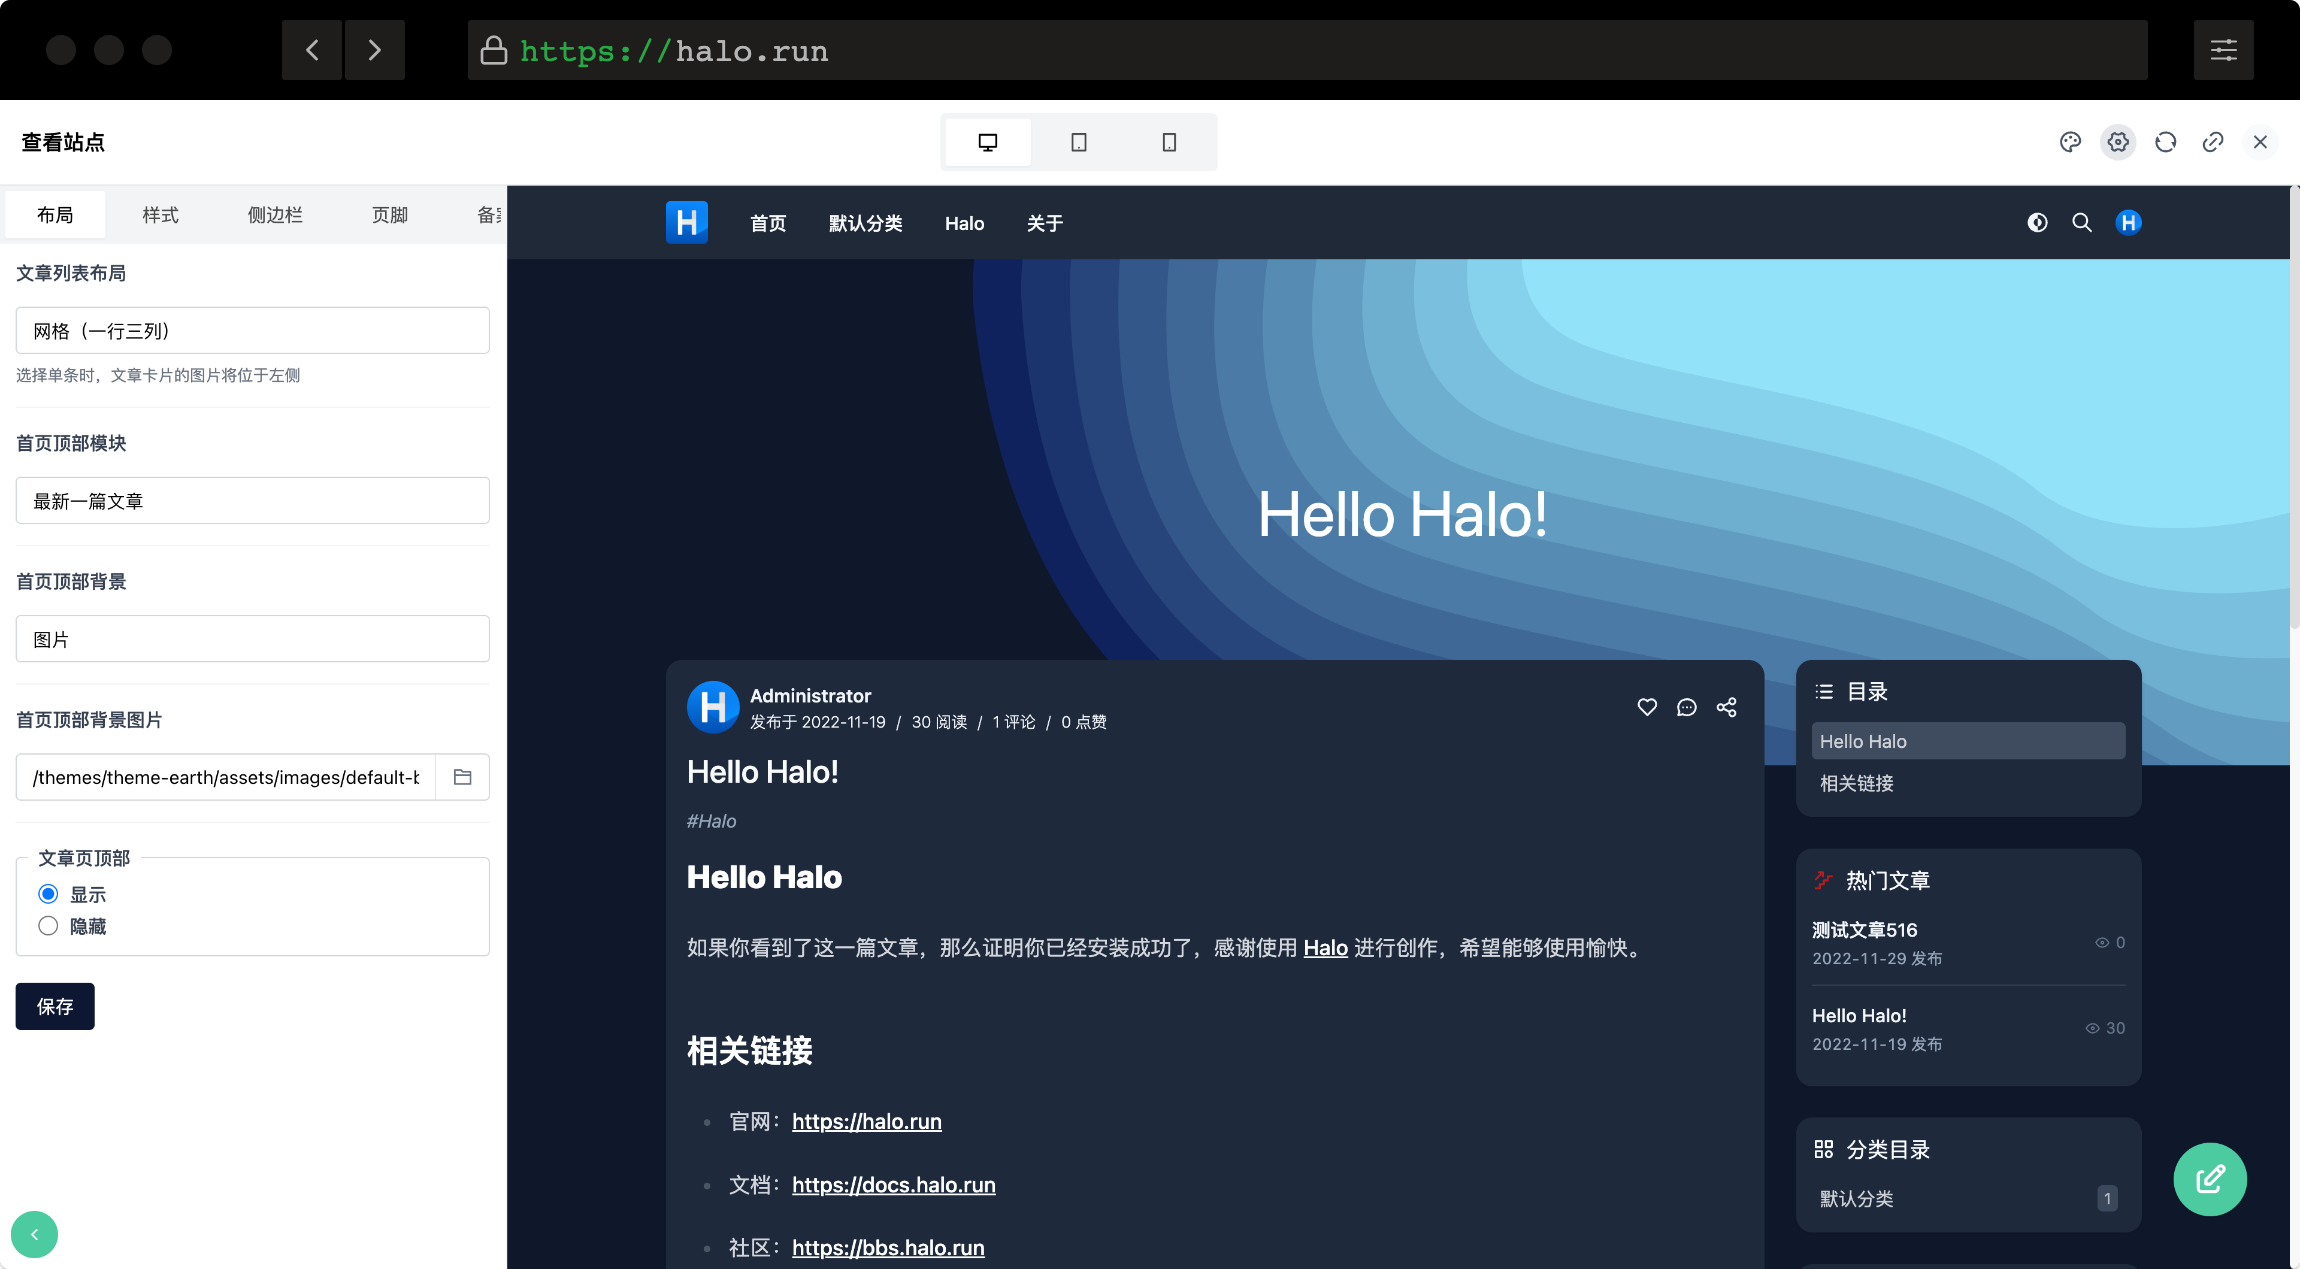 https://halo.run
查看站点
布局
样式
侧边栏
页脚
文章列表布局
网格（一行三列）
选择单条时，文章卡片的图片将位于左侧
首页顶部模块
最新一篇文章
首页顶部背景
图片
首页顶部背景图片
/themes/theme-earth/assets/images/default-b
文章页顶部
显示
隐藏
保存
H
首页
默认分类
Halo
关于
H
Hello Halo!
H
Administrator
发布于 2022-11-19 / 30 阅读 / 1 评论 / 0 点赞
Hello Halo!
#Halo
Hello Halo
如果你看到了这一篇文章，那么证明你已经安装成功了，感谢使用 Halo 进行创作，希望能够使用愉快。
相关链接
官网：https://halo.run
文档：https://docs.halo.run
社区：https://bbs.halo.run
目录
Hello Halo
相关链接
热门文章
测试文章516
2022-11-29 发布
0
Hello Halo!
2022-11-19 发布
30
分类目录
默认分类
1